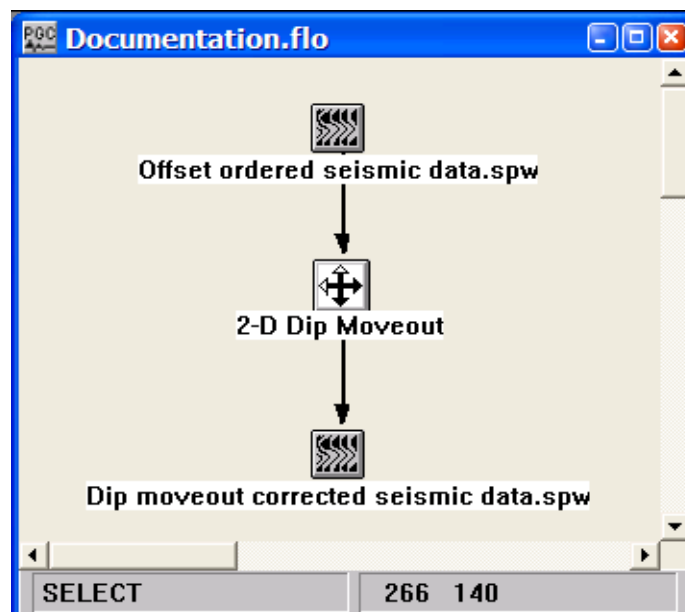 PGC Documentation.flo
Offset ordered seismic data.spw
2-D Dip Moveout
Dip moveout corrected seismic data.spw
SELECT 266 140